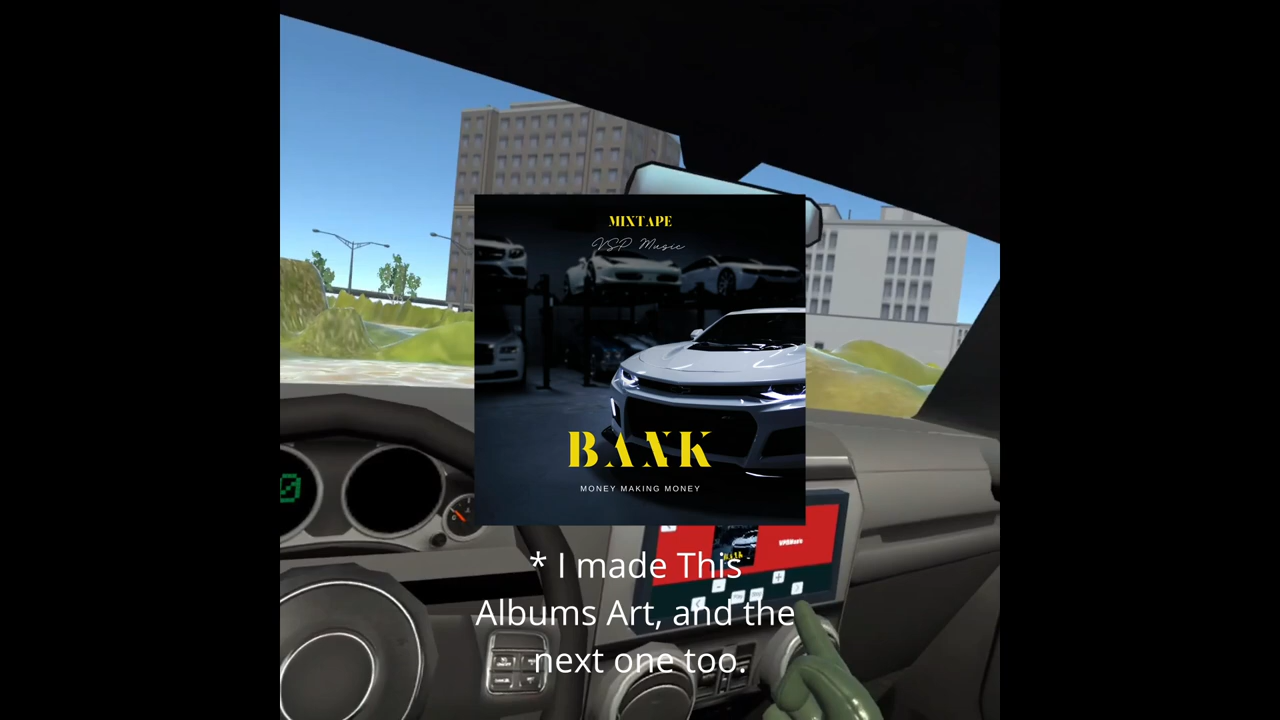 MIXTAPE
VSP Music
BANK
MONEY MAKING MONEY
* I made This
Albums Art, and the
next one too.